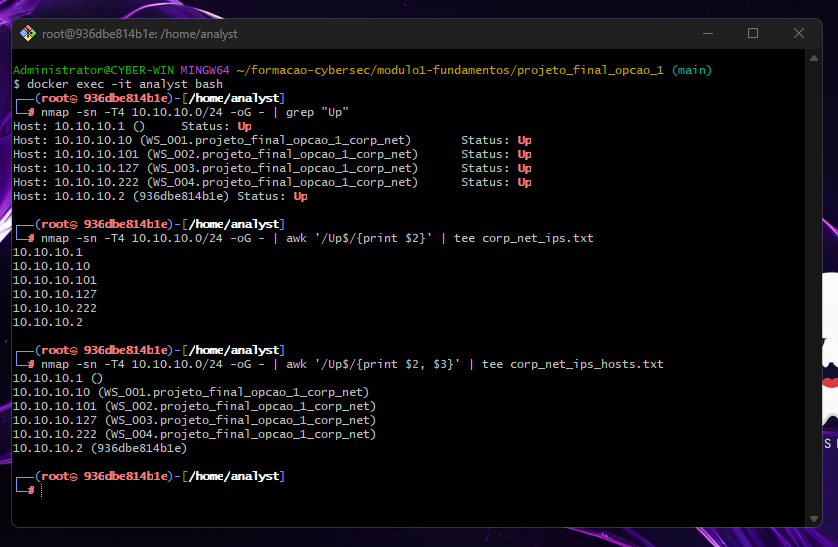 root@936dbe814b1e: /home/analyst
Administrator@CYBER-WIN MINGW64 ~/formacao-cybersec/modulo1-fundamentos/projeto_final_opcao_1 (main)
$ docker exec -it analyst bash
┌──(root㉿ 936dbe814b1e)-[/home/analyst]
└─# nmap -sn -T4 10.10.10.0/24 -oG - | grep "Up"
Host: 10.10.10.1 () Status: Up
Host: 10.10.10.10 (WS_001.projeto_final_opcao_1_corp_net) Status: Up
Host: 10.10.10.101 (WS_002.projeto_final_opcao_1_corp_net) Status: Up
Host: 10.10.10.127 (WS_003.projeto_final_opcao_1_corp_net) Status: Up
Host: 10.10.10.222 (WS_004.projeto_final_opcao_1_corp_net) Status: Up
Host: 10.10.10.2 (936dbe814b1e) Status: Up
┌──(root㉿ 936dbe814b1e)-[/home/analyst]
└─# nmap -sn -T4 10.10.10.0/24 -oG - | awk '/Up$/{print $2}' | tee corp_net_ips.txt
10.10.10.1
10.10.10.10
10.10.10.101
10.10.10.127
10.10.10.222
10.10.10.2
┌──(root㉿ 936dbe814b1e)-[/home/analyst]
└─# nmap -sn -T4 10.10.10.0/24 -oG - | awk '/Up$/{print $2, $3}' | tee corp_net_ips_hosts.txt
10.10.10.1 ()
10.10.10.10 (WS_001.projeto_final_opcao_1_corp_net)
10.10.10.101 (WS_002.projeto_final_opcao_1_corp_net)
10.10.10.127 (WS_003.projeto_final_opcao_1_corp_net)
10.10.10.222 (WS_004.projeto_final_opcao_1_corp_net)
10.10.10.2 (936dbe814b1e)
┌──(root㉿ 936dbe814b1e)-[/home/analyst]
└─#